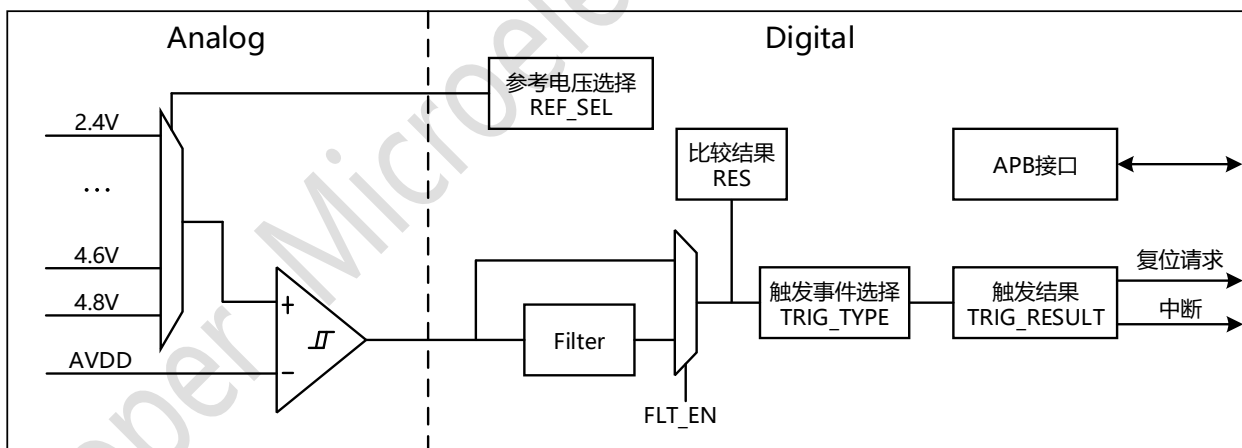 Analog
Digital
参考电压选择
REF_SEL
2.4V
...
4.6V
4.8V
AVDD
+
-
比较结果
RES
APB接口
Filter
FLT_EN
触发事件选择
TRIG_TYPE
触发结果
TRIG_RESULT
复位请求
中断
oper Microele